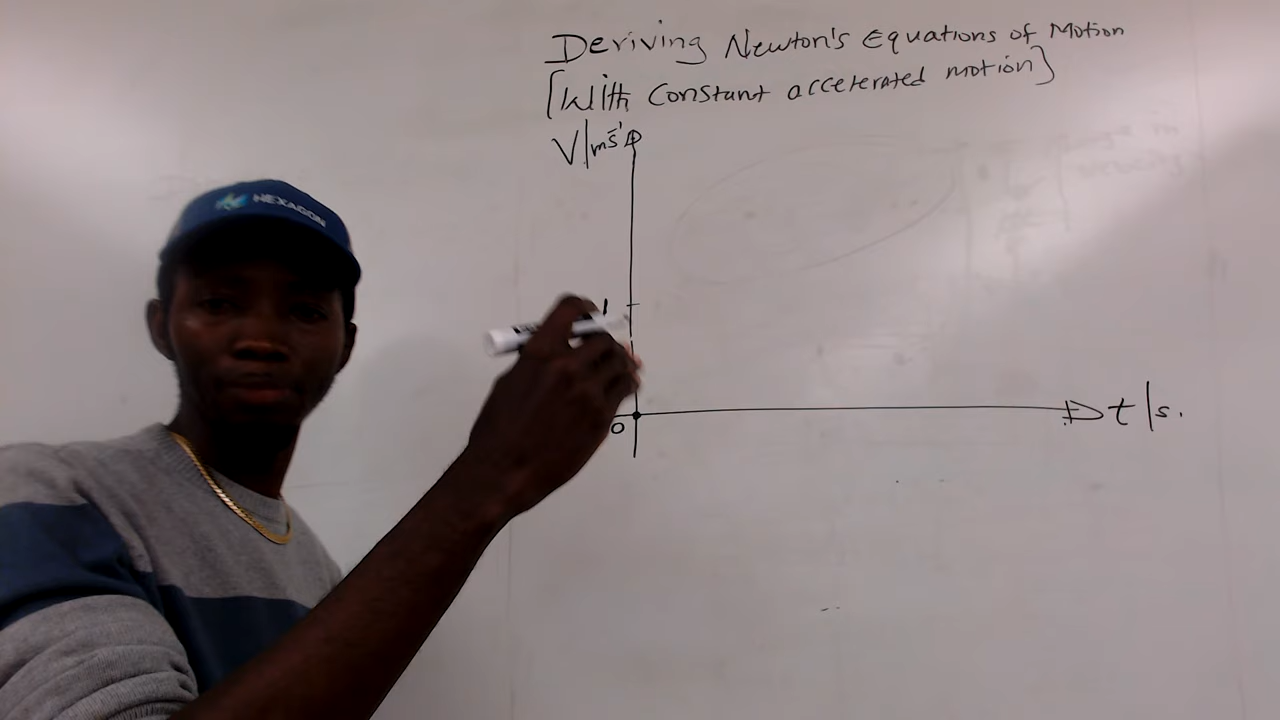 Deriving Newton's Equations of Motion
[With Constant accelerated motion]
V/ms⁻¹
HEXAGON
0
t/s.